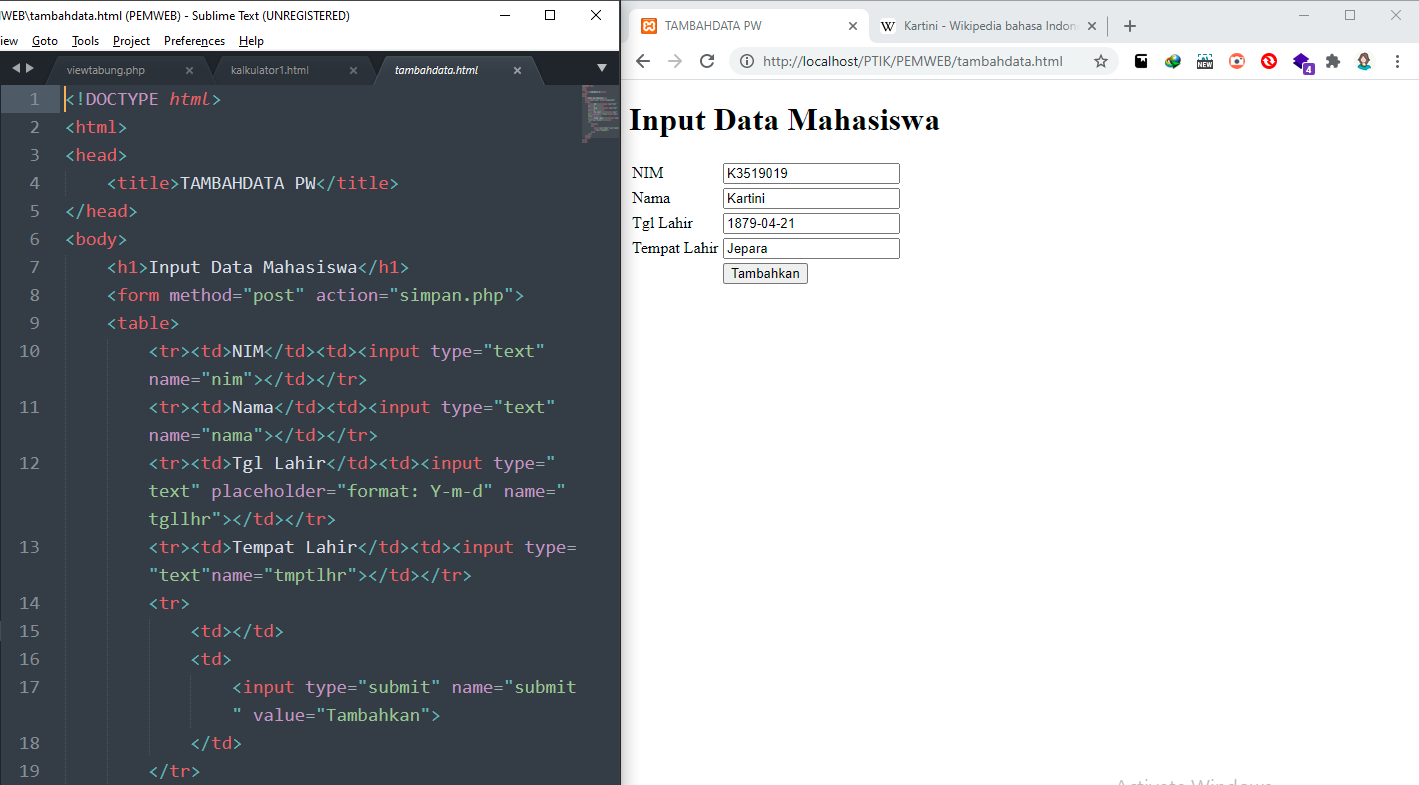 WEB\tambahdata.html (PEMWEB) - Sublime Text (UNREGISTERED)
iew Goto Tools Project Preferences Help
viewtabung.php kalkulator1.html tambahdata.html
1 <!DOCTYPE html>
2 <html>
3 <head>
4 <title>TAMBAHDATA PW</title>
5 </head>
6 <body>
7 <h1>Input Data Mahasiswa</h1>
8 <form method="post" action="simpan.php">
9 <table>
10 <tr><td>NIM</td><td><input type="text"
name="nim"></td></tr>
11 <tr><td>Nama</td><td><input type="text"
name="nama"></td></tr>
12 <tr><td>Tgl Lahir</td><td><input type="
text" placeholder="format: Y-m-d" name="
tgllhr"></td></tr>
13 <tr><td>Tempat Lahir</td><td><input type=
"text"name="tmptlhr"></td></tr>
14 <tr>
15 <td></td>
16 <td>
17 <input type="submit" name="submit
" value="Tambahkan">
18 </td>
19 </tr>
TAMBAHDATA PW
Kartini - Wikipedia bahasa Indon
http://localhost/PTIK/PEMWEB/tambahdata.html
NEW
4
Input Data Mahasiswa
NIM K3519019
Nama Kartini
Tgl Lahir 1879-04-21
Tempat Lahir Jepara
Tambahkan
Activate Windows